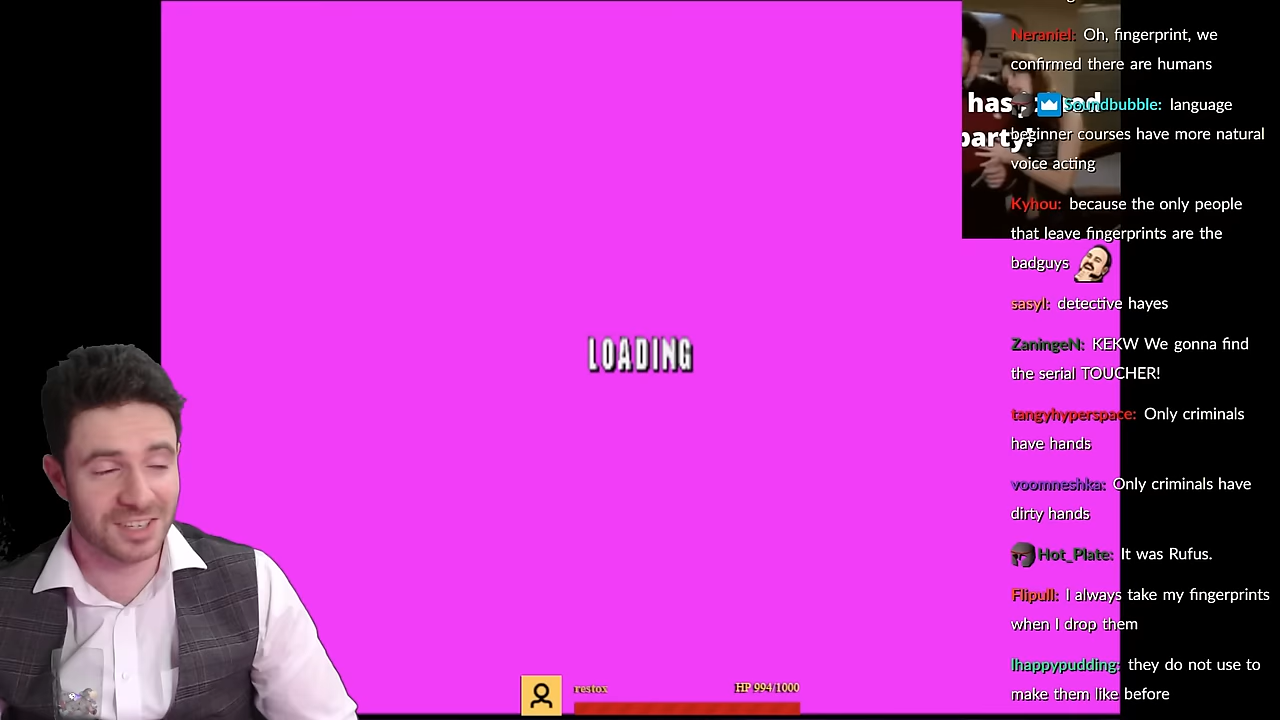 Neraniel: Oh, fingerprint, we
confirmed there are humans
has
party!
Soundbubble: language
beginner courses have more natural
voice acting
Kyhou: because the only people
that leave fingerprints are the
badguys
sasyl: detective hayes
ZaningeN: KEKW We gonna find
the serial TOUCHER!
LOADING
tangyhyperspace: Only criminals
have hands
voomneshka: Only criminals have
dirty hands
Hot_Plate: It was Rufus.
Flipull: I always take my fingerprints
when I drop them
lhappypudding: they do not use to
make them like before
restox HP 994/1000